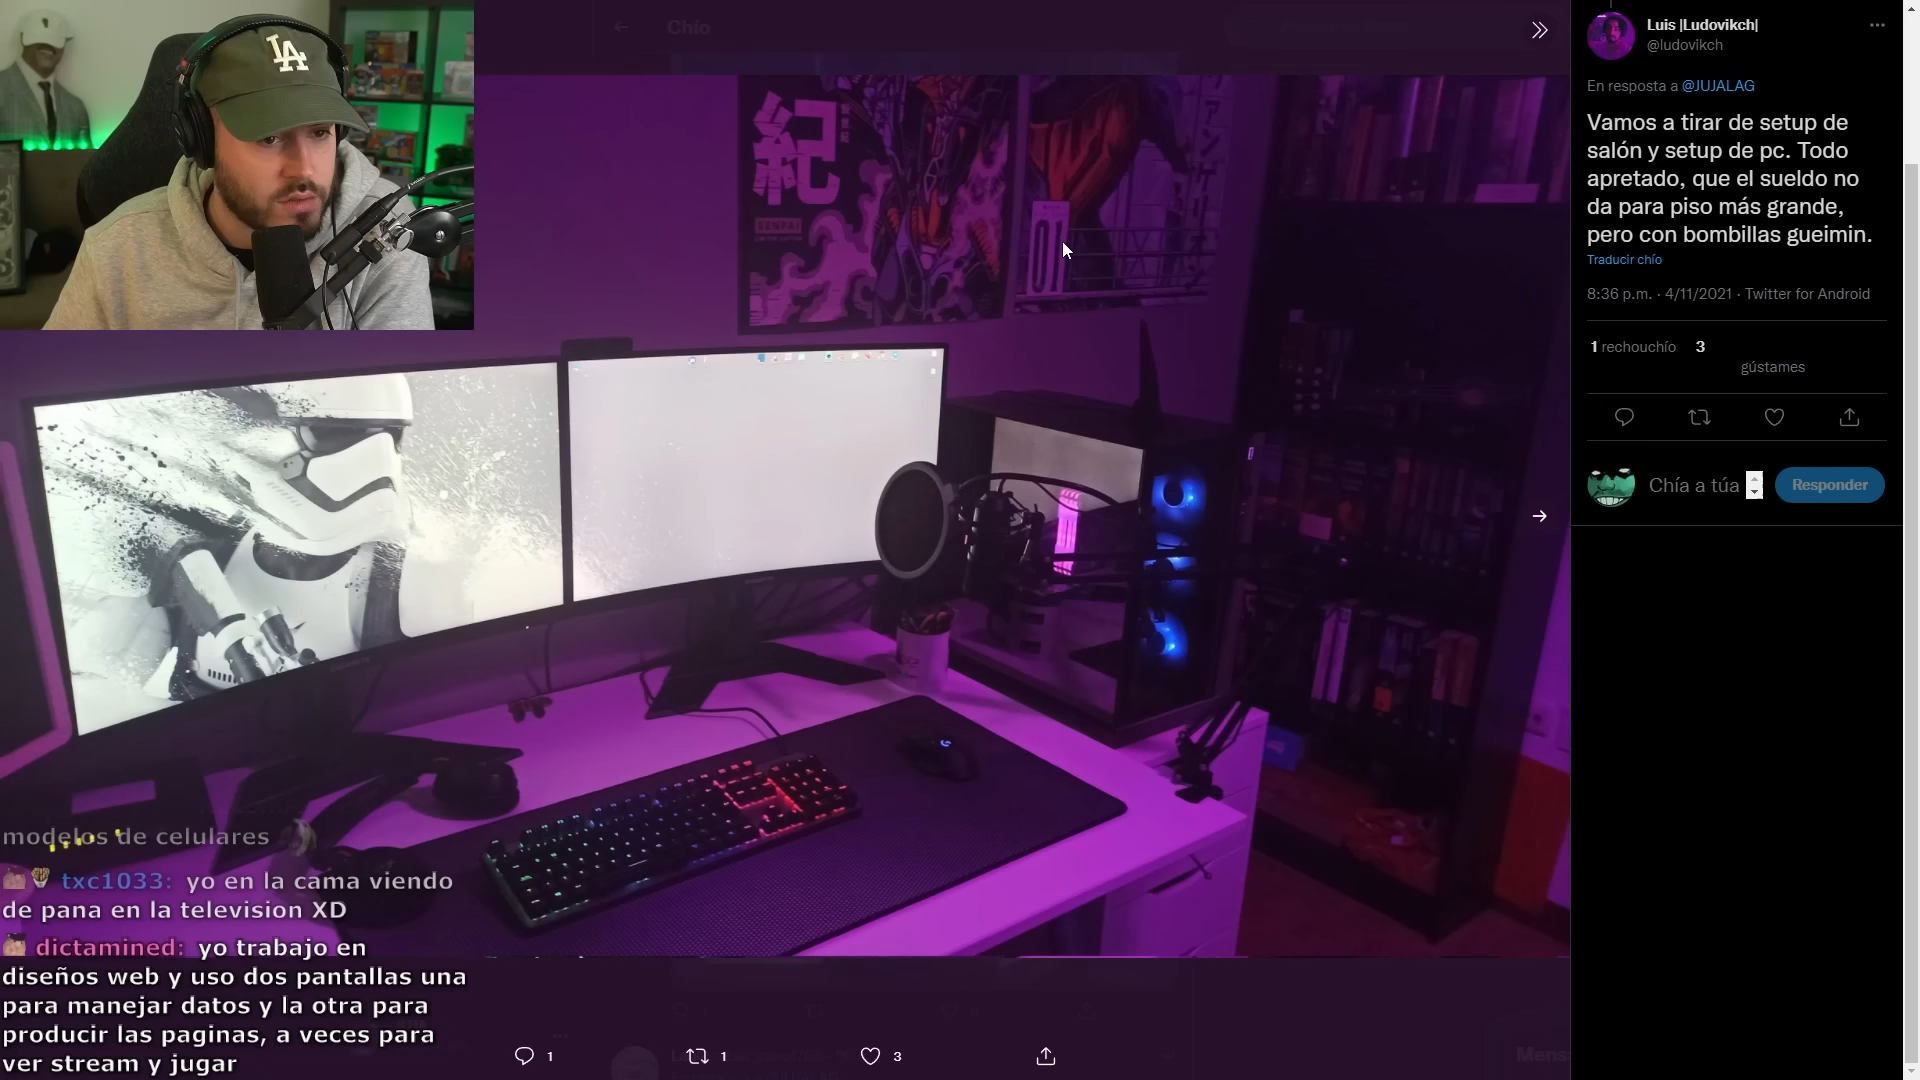 LA
Chío
紀
SENPAI
01
Luis |Ludovikch|
@ludovikch
En resposta a @JUJALAG
Vamos a tirar de setup de
salón y setup de pc. Todo
apretado, que el sueldo no
da para piso más grande,
pero con bombillas gueimin.
Traducir chío
8:36 p.m. · 4/11/2021 · Twitter for Android
1 rechouchío 3
gústames
Chía a túa
Responder
modelos de celulares
txc1033: yo en la cama viendo
de pana en la television XD
dictamined: yo trabajo en
diseños web y uso dos pantallas una
para manejar datos y la otra para
producir las paginas, a veces para
ver stream y jugar
1
1
3
Mens